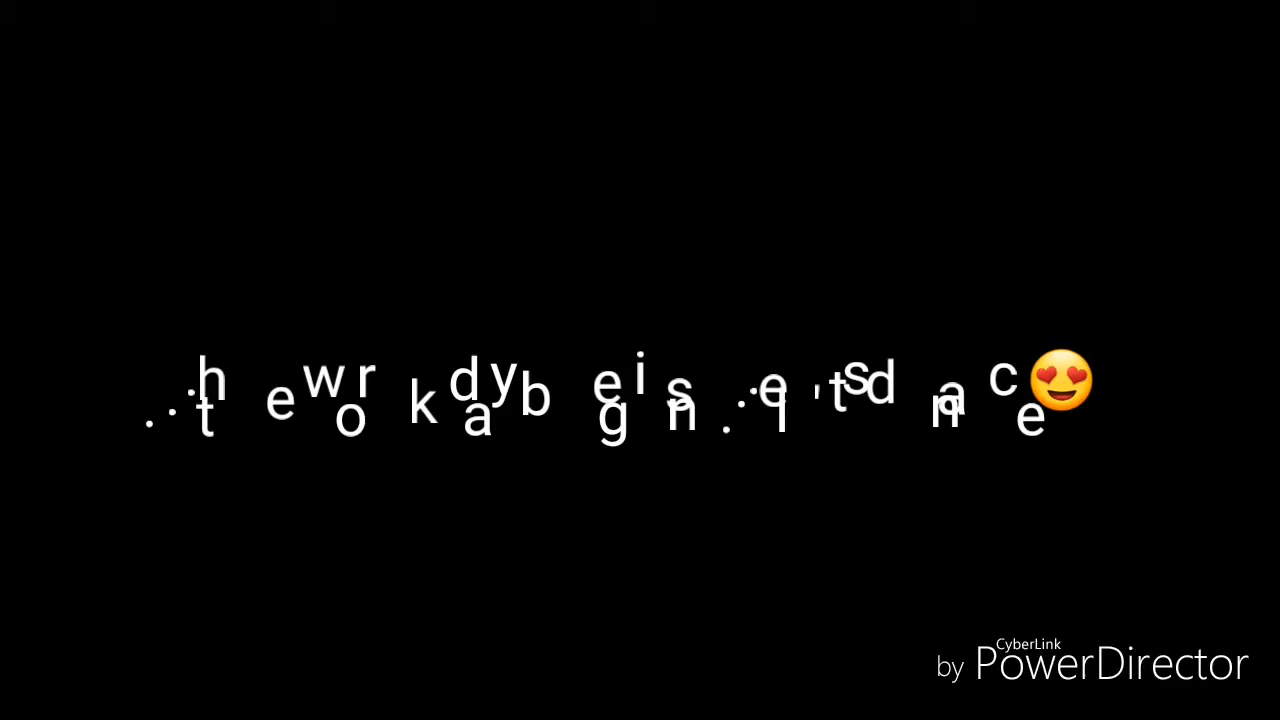 ...the workday begins...let's dance😍
CyberLink
by PowerDirector